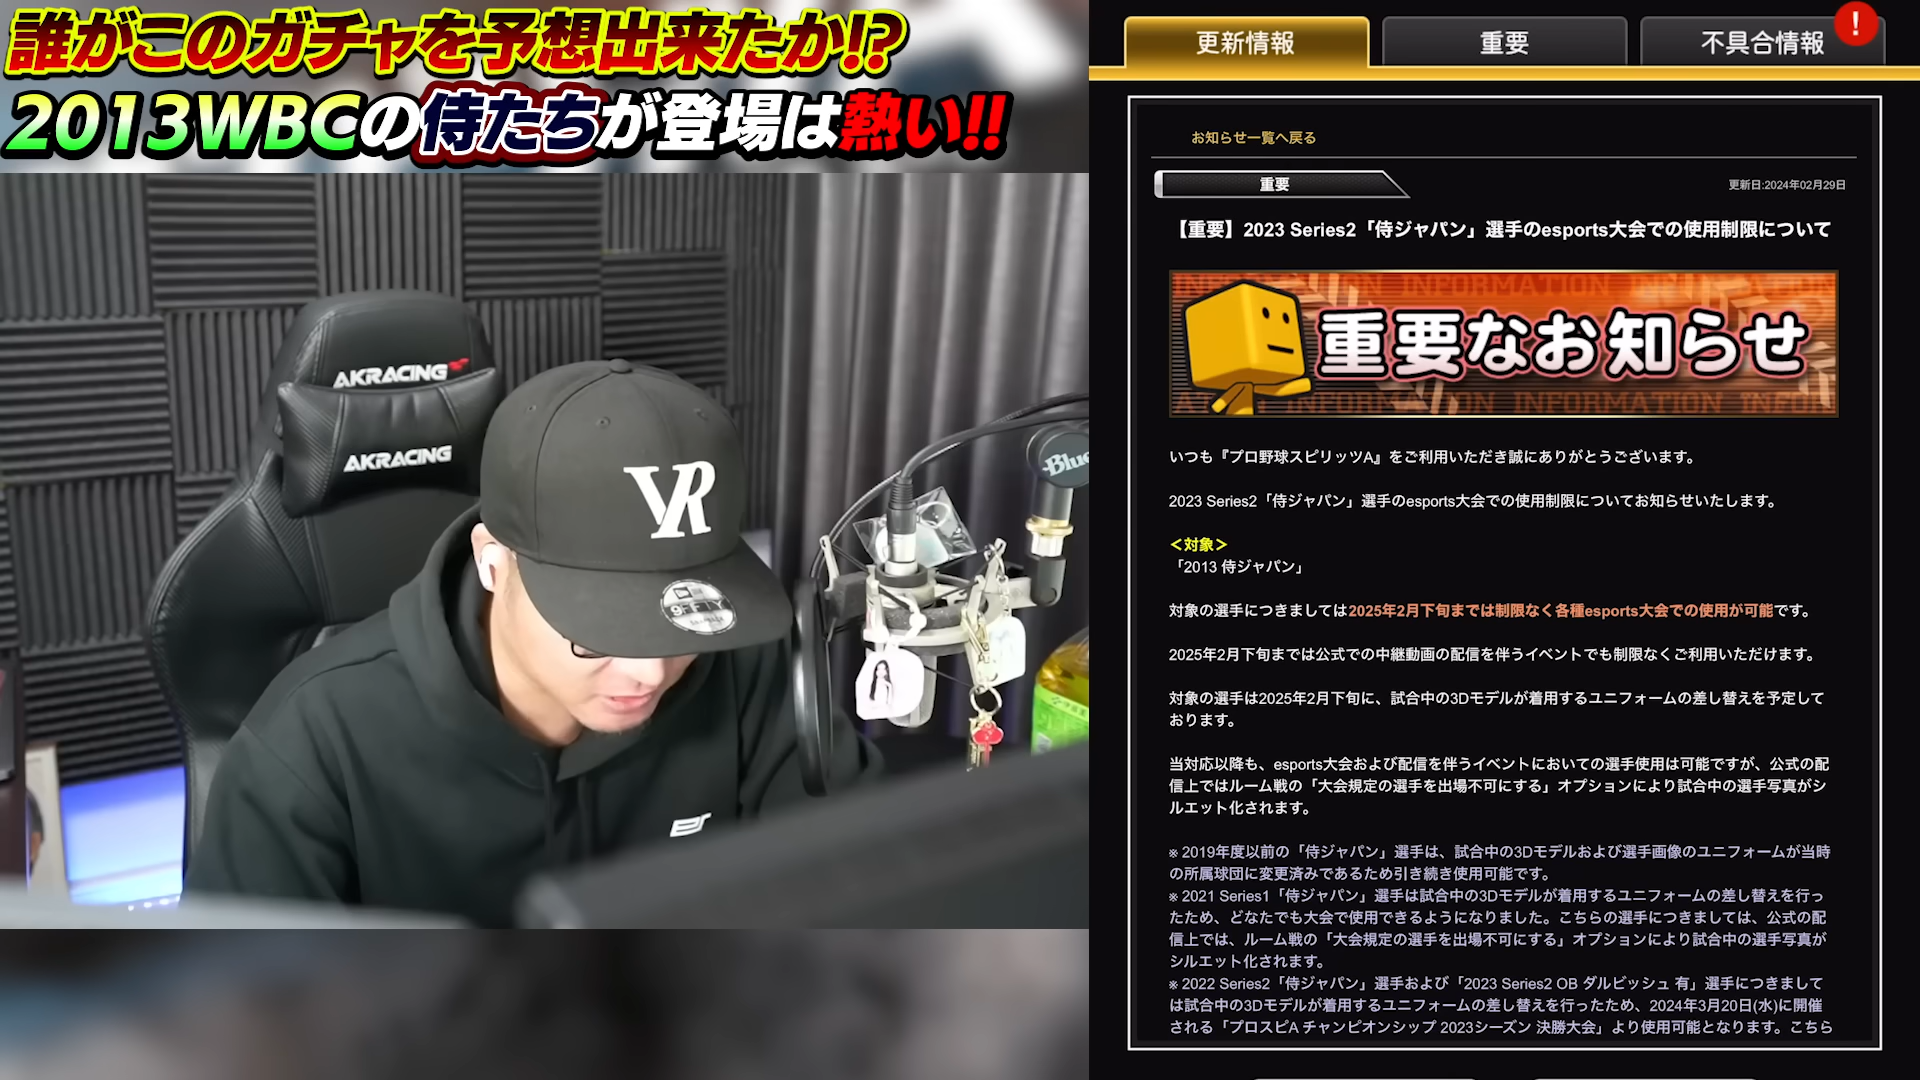 誰がこのガチャを予想出来たか!?
2013WBCの侍たちが登場は熱い!!
AKRACING
AKRACING
VR
9FIFTY
Blue
更新情報
重要
不具合情報
!
お知らせ一覧へ戻る
重要
更新日:2024年02月29日
【重要】2023 Series2「侍ジャパン」選手のesports大会での使用制限について
重要なお知らせ
INFORMATION
INFORMATION INFORMATION
いつも『プロ野球スピリッツA』をご利用いただき誠にありがとうございます。
2023 Series2「侍ジャパン」選手のesports大会での使用制限についてお知らせいたします。
＜対象＞
「2013 侍ジャパン」
対象の選手につきましては2025年2月下旬までは制限なく各種esports大会での使用が可能です。
2025年2月下旬までは公式での中継動画の配信を伴うイベントでも制限なくご利用いただけます。
対象の選手は2025年2月下旬に、試合中の3Dモデルが着用するユニフォームの差し替えを予定して
おります。
当対応以降も、esports大会および配信を伴うイベントにおいての選手使用は可能ですが、公式の配
信上ではルーム戦の「大会規定の選手を出場不可にする」オプションにより試合中の選手写真がシ
ルエット化されます。
※ 2019年度以前の「侍ジャパン」選手は、試合中の3Dモデルおよび選手画像のユニフォームが当時
の所属球団に変更済みであるため引き続き使用可能です。
※ 2021 Series1「侍ジャパン」選手は試合中の3Dモデルが着用するユニフォームの差し替えを行っ
たため、どなたでも大会で使用できるようになりました。こちらの選手につきましては、公式の配
信上では、ルーム戦の「大会規定の選手を出場不可にする」オプションにより試合中の選手写真が
シルエット化されます。
※ 2022 Series2「侍ジャパン」選手および「2023 Series2 OB ダルビッシュ 有」選手につきまして
は試合中の3Dモデルが着用するユニフォームの差し替えを行ったため、2024年3月20日(水)に開催
される「プロスピA チャンピオンシップ 2023シーズン 決勝大会」より使用可能となります。こちら